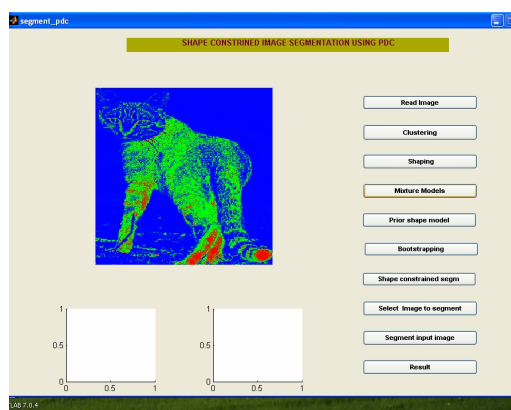 segment_pdc
SHAPE CONSTRINED IMAGE SEGMENTATION USING PDC
Read Image
Clustering
Shaping
Mixture Models
Prior shape model
Bootstrapping
Shape constrained segm
Select Image to segment
Segment input image
Result
1
0.5
0
0 0.5 1
1
0.5
0
0 0.5 1
LAB 7.0.4